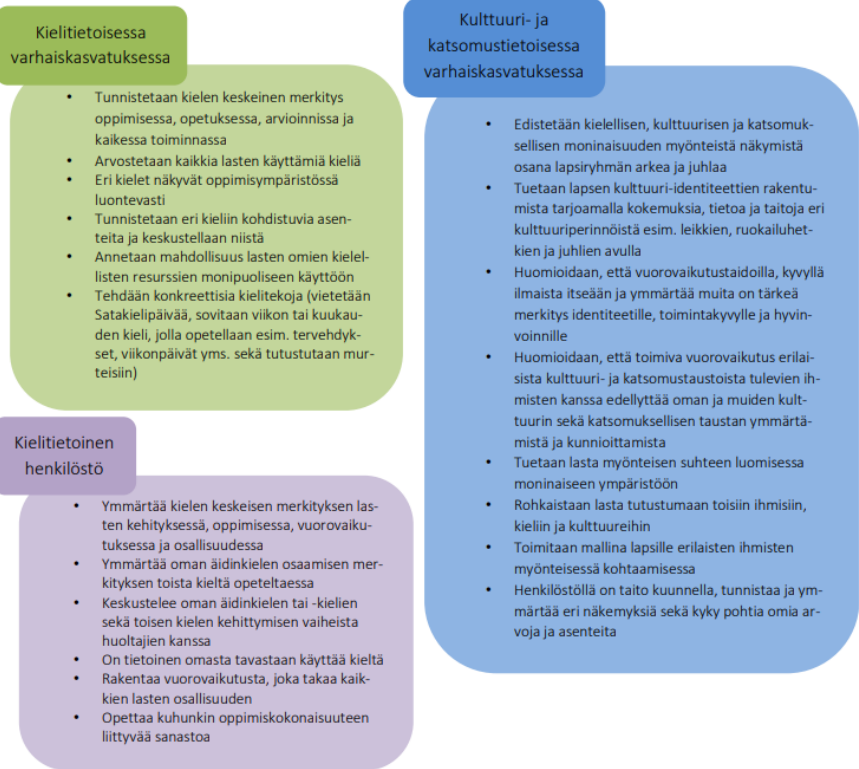 Kielitietoisessa
varhaiskasvatuksessa
• Tunnistetaan kielen keskeinen merkitys
oppimisessa, opetuksessa, arvioinnissa ja
kaikessa toiminnassa
• Arvostetaan kaikkia lasten käyttämiä kieliä
• Eri kielet näkyvät oppimisympäristössä
luontevasti
• Tunnistetaan eri kieliin kohdistuvia asen-
teita ja keskustellaan niistä
• Annetaan mahdollisuus lasten omien kielel-
listen resurssien monipuoliseen käyttöön
• Tehdään konkreettisia kielitekoja (vietetään
Satakielipäivää, sovitaan viikon tai kuukau-
den kieli, jolla opetellaan esim. tervehdyk-
set, viikonpäivät yms. sekä tutustutaan mur-
teisiin)
Kielitietoinen
henkilöstö
• Ymmärtää kielen keskeisen merkityksen las-
ten kehityksessä, oppimisessa, vuorovaiku-
tuksessa ja osallisuudessa
• Ymmärtää oman äidinkielen osaamisen mer-
kityksen toista kieltä opeteltaessa
• Keskustelee oman äidinkielen tai -kielien
sekä toisen kielen kehittymisen vaiheista
huoltajien kanssa
• On tietoinen omasta tavastaan käyttää kieltä
• Rakentaa vuorovaikutusta, joka takaa kaik-
kien lasten osallisuuden
• Opettaa kuhunkin oppimiskokonaisuuteen
liittyvää sanastoa
Kulttuuri- ja
katsomustietoisessa
varhaiskasvatuksessa
• Edistetään kielellisen, kulttuurisen ja katsomuk-
sellisen moninaisuuden myönteistä näkymistä
osana lapsiryhmän arkea ja juhlaa
• Tuetaan lapsen kulttuuri-identiteettien rakentu-
mista tarjoamalla kokemuksia, tietoa ja taitoja eri
kulttuuriperinnöistä esim. leikkien, ruokailuhet-
kien ja juhlien avulla
• Huomioidaan, että vuorovaikutustaidoilla, kyvyllä
ilmaista itseään ja ymmärtää muita on tärkeä
merkitys identiteetille, toimintakyvylle ja hyvin-
voinnille
• Huomioidaan, että toimiva vuorovaikutus erilai-
sista kulttuuri- ja katsomustaustoista tulevien ih-
misten kanssa edellyttää oman ja muiden kult-
tuurin sekä katsomuksellisen taustan ymmärtä-
mistä ja kunnioittamista
• Tuetaan lasta myönteisen suhteen luomisessa
moninaiseen ympäristöön
• Rohkaistaan lasta tutustumaan toisiin ihmisiin,
kieliin ja kulttuureihin
• Toimitaan mallina lapsille erilaisten ihmisten
myönteisessä kohtaamisessa
• Henkilöstöllä on taito kuunnella, tunnistaa ja ym-
märtää eri näkemyksiä sekä kyky pohtia omia ar-
voja ja asenteita